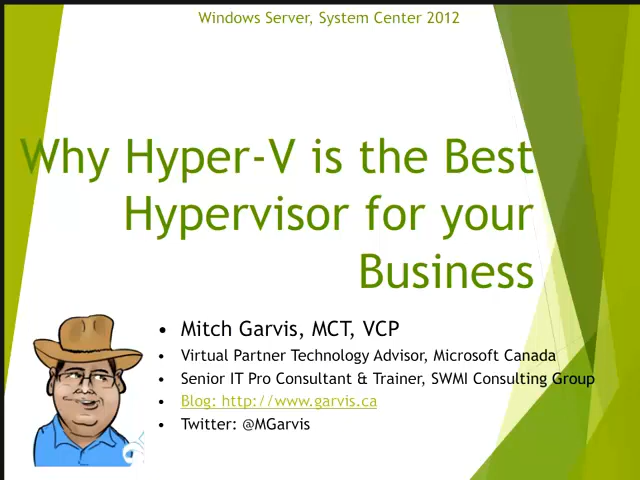 Windows Server, System Center 2012
Why Hyper-V is the Best
Hypervisor for your
Business
• Mitch Garvis, MCT, VCP
• Virtual Partner Technology Advisor, Microsoft Canada
• Senior IT Pro Consultant & Trainer, SWMI Consulting Group
• Blog: http://www.garvis.ca
• Twitter: @MGarvis